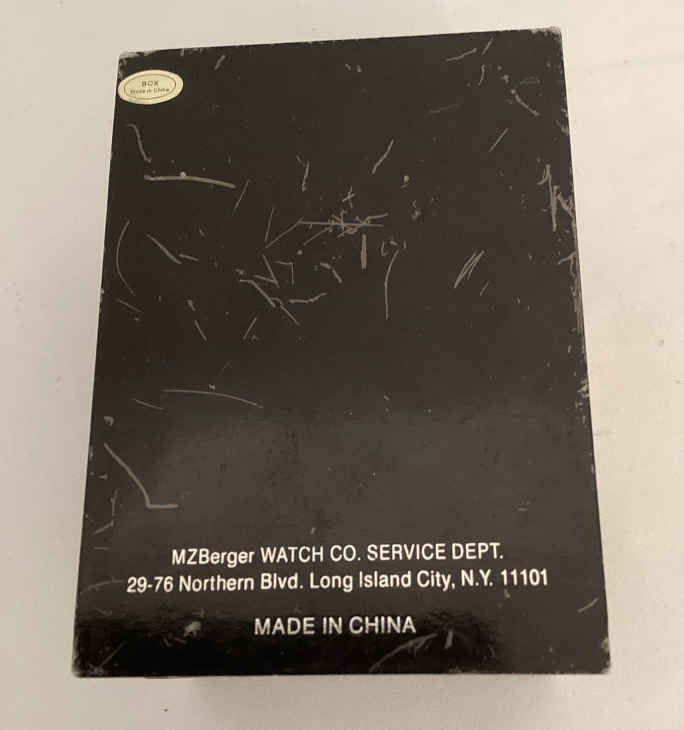 BOX
Made in China
MZBerger WATCH CO. SERVICE DEPT.
29-76 Northern Blvd. Long Island City, N.Y. 11101
MADE IN CHINA